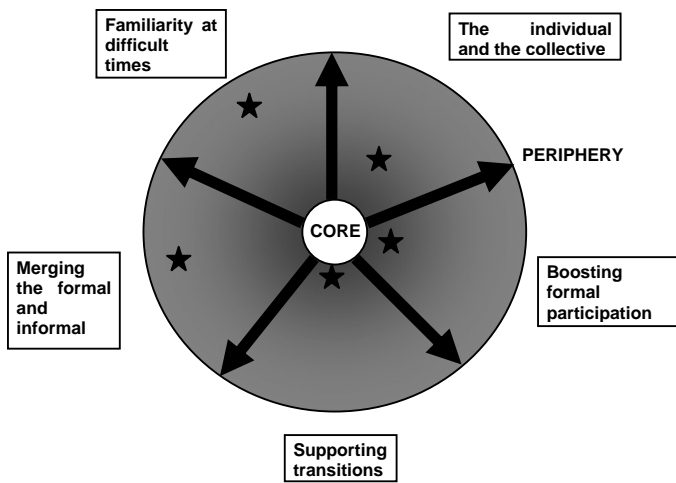 Familiarity at
difficult
times
The individual
and the collective
PERIPHERY
CORE
Merging
the formal
and
informal
Boosting
formal
participation
Supporting
transitions